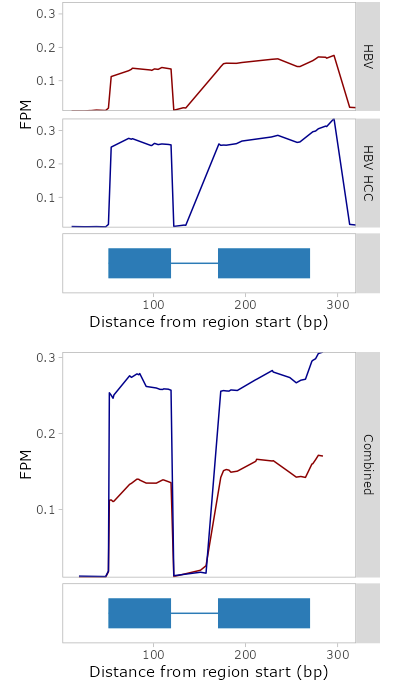 0.3
0.2
0.1
HBV
FPM
0.3
0.2
0.1
HBV HCC
100 200 300
Distance from region start (bp)
0.3
0.2
0.1
FPM
Combined
100 200 300
Distance from region start (bp)